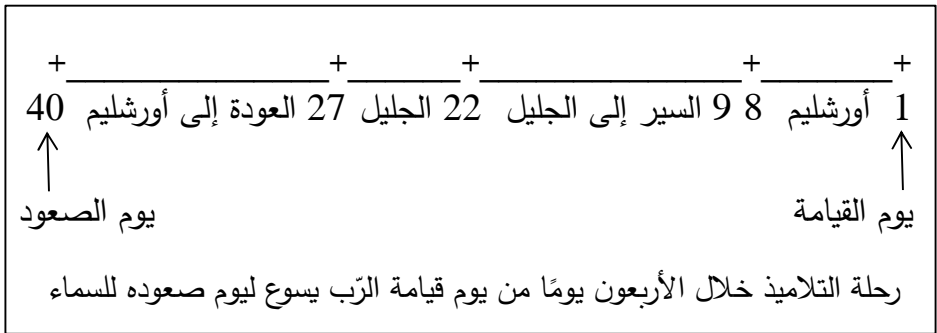 1 أورشليم 8 9 السير إلى الجليل 22 الجليل 27 العودة إلى أورشليم 40
يوم القيامة يوم الصعود
رحلة التلاميذ خلال الأربعون يومًا من يوم قيامة الرّب يسوع ليوم صعوده للسماء